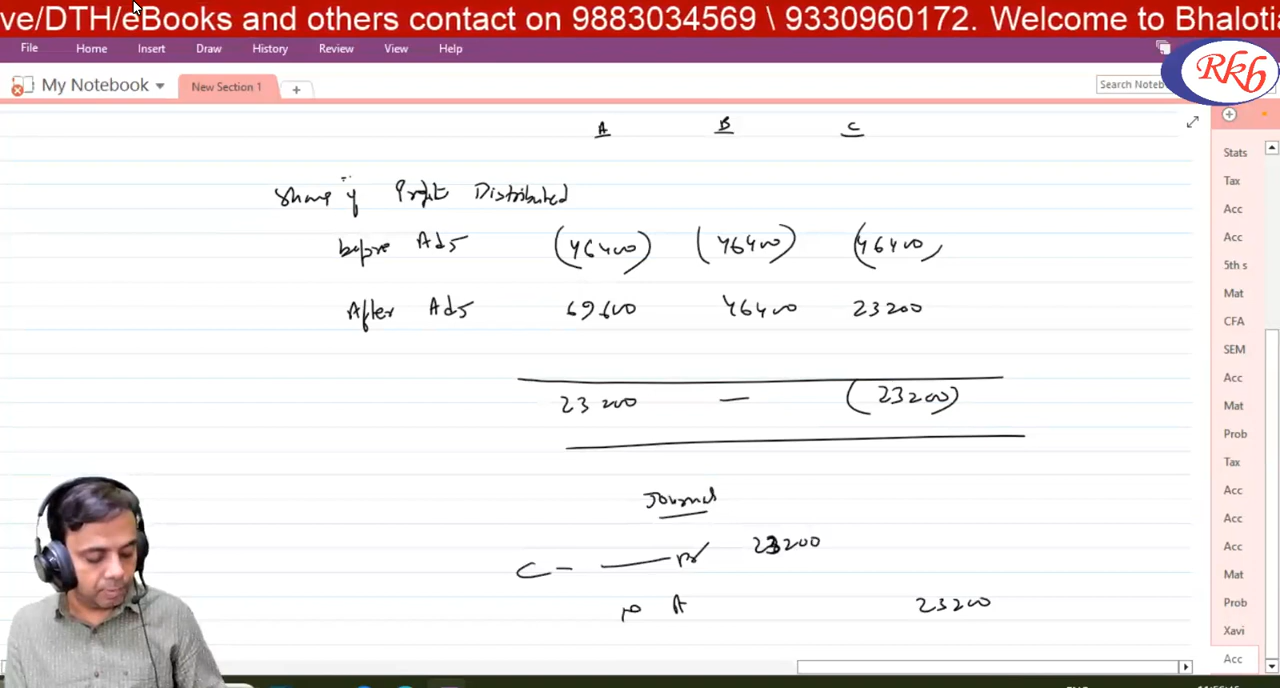 ve/DTH/eBooks and others contact on 9883034569 \ 9330960172. Welcome to Bhalotia
File Home Insert Draw History Review View Help
Rkb
My Notebook New Section 1 + Search Noteb
A B C
Stats
Share of Profit Distributed
Tax
Acc
before Adj (46400) (46400) (46400)
Acc
5th s
Mat
After Adj 69600 46400 23200
CFA
SEM
Acc
23200 — (23200)
Mat
Prob
Tax
Journal
Acc
Acc
C - — Dr 23200
Acc
Mat
To A 23200
Prob
Xavi
Acc